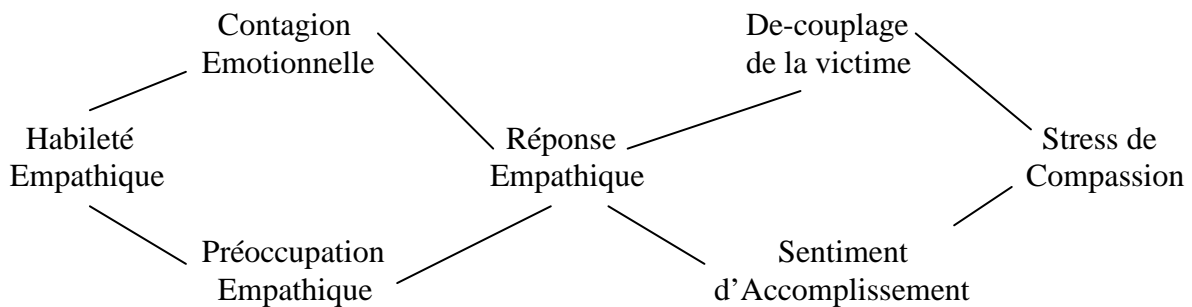 Contagion
Emotionnelle
De-couplage
de la victime
Habileté
Empathique
Réponse
Empathique
Stress de
Compassion
Préoccupation
Empathique
Sentiment
d’Accomplissement